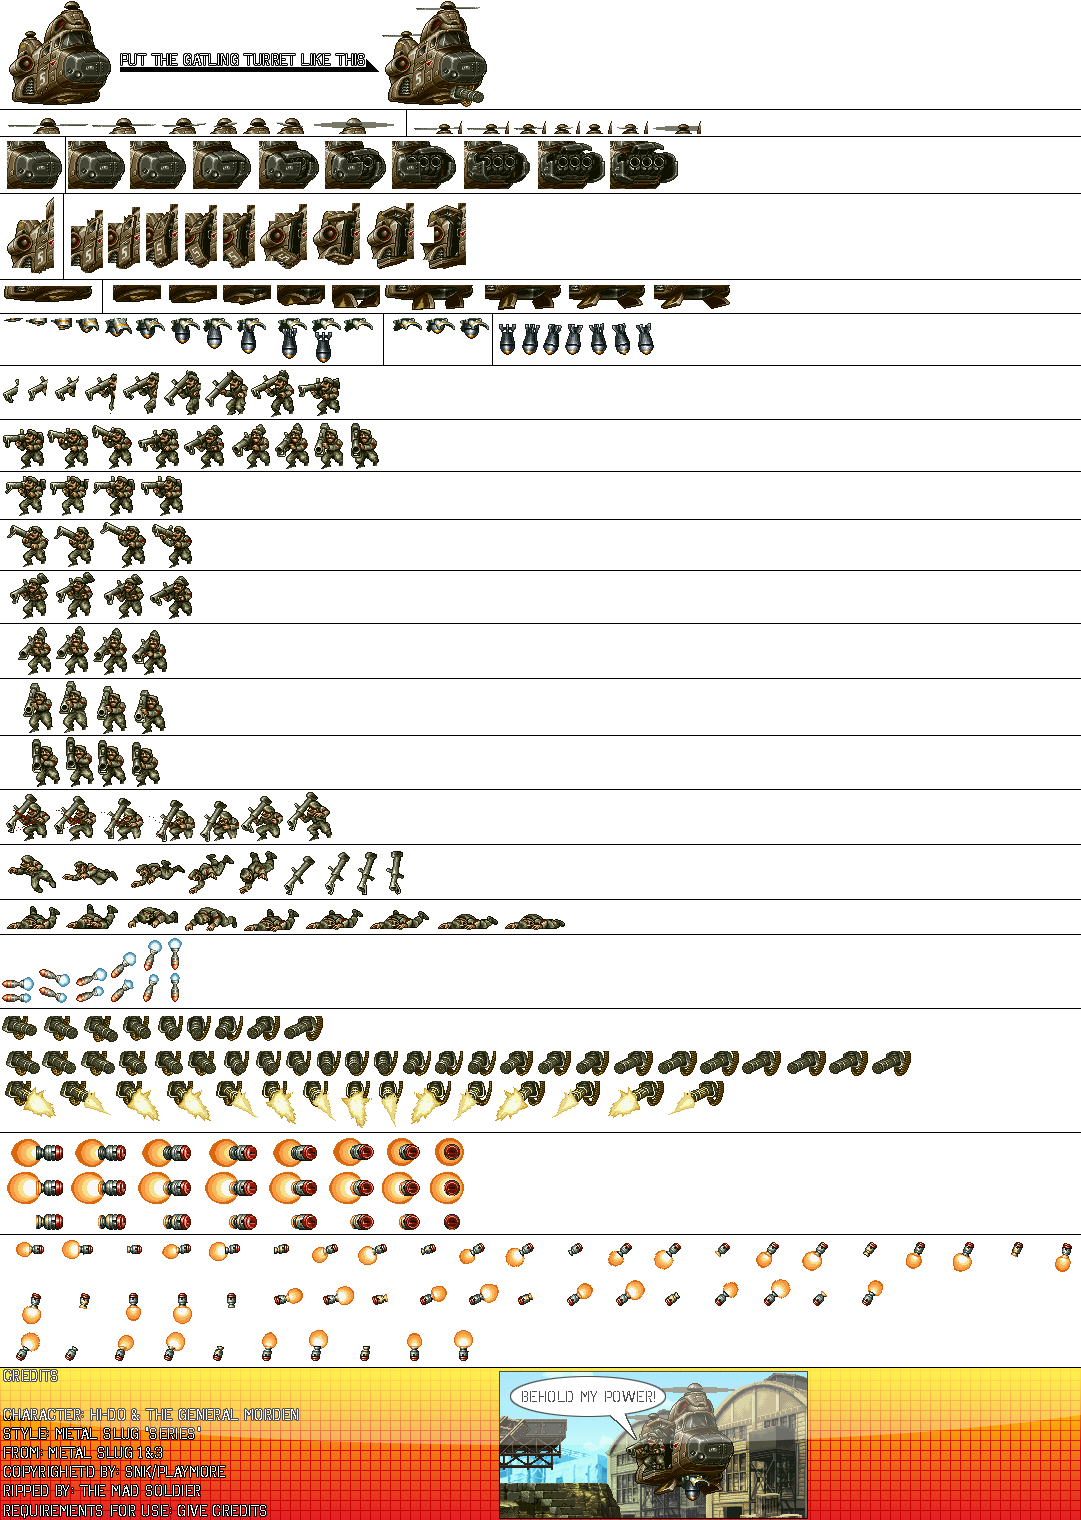 PUT THE GATLING TURRET LIKE THIS
5
5
CREDITS
BEHOLD MY POWER!
CHARACTER: HI-DO & THE GENERAL MORDEN
STYLE: METAL SLUG "SERIES"
FROM: METAL SLUG 1&3
COPYRIGHETD BY: SNK/PLAYMORE
RIPPED BY: THE MAD SOLDIER
REQUIREMENTS FOR USE: GIVE CREDITS